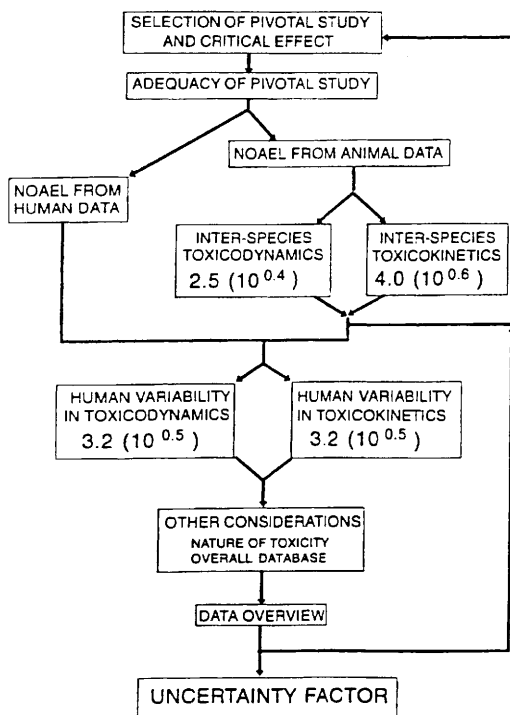 SELECTION OF PIVOTAL STUDY
AND CRITICAL EFFECT
ADEQUACY OF PIVOTAL STUDY
NOAEL FROM ANIMAL DATA
NOAEL FROM
HUMAN DATA
INTER-SPECIES
TOXICODYNAMICS
2.5 (10^0.4)
INTER-SPECIES
TOXICOKINETICS
4.0 (10^0.6)
HUMAN VARIABILITY
IN TOXICODYNAMICS
3.2 (10^0.5)
HUMAN VARIABILITY
IN TOXICOKINETICS
3.2 (10^0.5)
OTHER CONSIDERATIONS
NATURE OF TOXICITY
OVERALL DATABASE
DATA OVERVIEW
UNCERTAINTY FACTOR